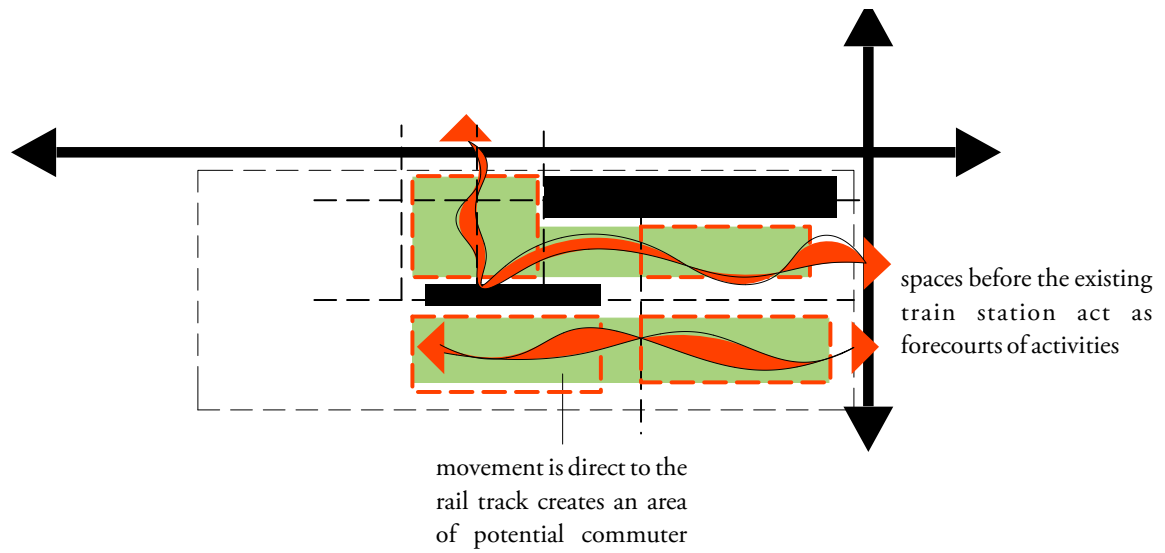 spaces before the existing
train station act as
forecourts of activities
movement is direct to the
rail track creates an area
of potential commuter